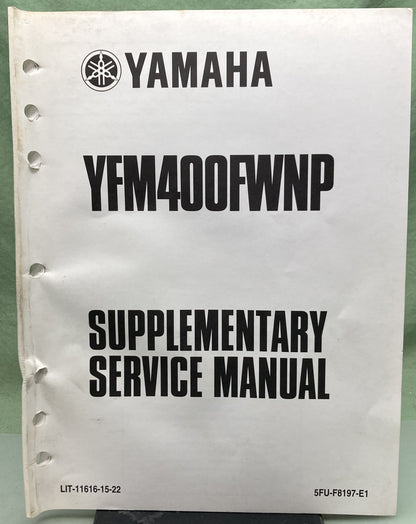 YAMAHA
YFM400FWNP
SUPPLEMENTARY
SERVICE MANUAL
LIT-11616-15-22 5FU-F8197-E1